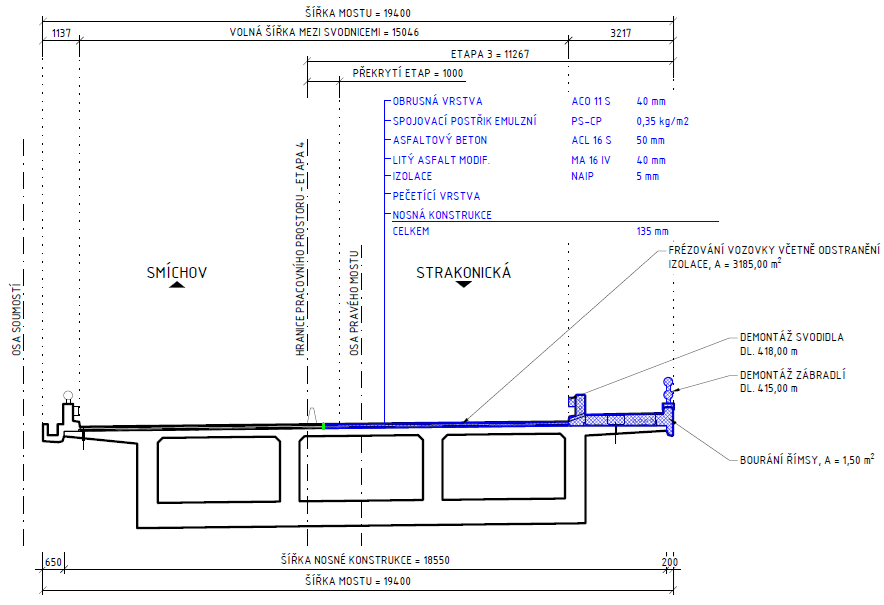 ŠÍŘKA MOSTU = 19400
1137
VOLNÁ ŠÍŘKA MEZI SVODNICEMI = 15046
3217
ETAPA 3 = 11267
PŘEKRYTÍ ETAP = 1000
OBRUSNÁ VRSTVA ACO 11 S 40 mm
SPOJOVACÍ POSTŘIK EMULZNÍ PS-CP 0,35 kg/m2
ASFALTOVÝ BETON ACL 16 S 50 mm
LITÝ ASFALT MODIF. MA 16 IV 40 mm
IZOLACE NAIP 5 mm
PEČETÍCÍ VRSTVA
NOSNÁ KONSTRUKCE
CELKEM 135 mm
OSA SOUMOSTÍ
HRANICE PRACOVNÍHO PROSTORU - ETAPA 4
OSA PRAVÉHO MOSTU
SMÍCHOV
STRAKONICKÁ
FRÉZOVÁNÍ VOZOVKY VČETNĚ ODSTRANĚNÍ
IZOLACE, A = 3185,00 m²
DEMONTÁŽ SVODIDLA
DL. 418,00 m
DEMONTÁŽ ZÁBRADLÍ
DL. 415,00 m
BOURÁNÍ ŘÍMSY, A = 1,50 m²
650
ŠÍŘKA NOSNÉ KONSTRUKCE = 18550
200
ŠÍŘKA MOSTU = 19400